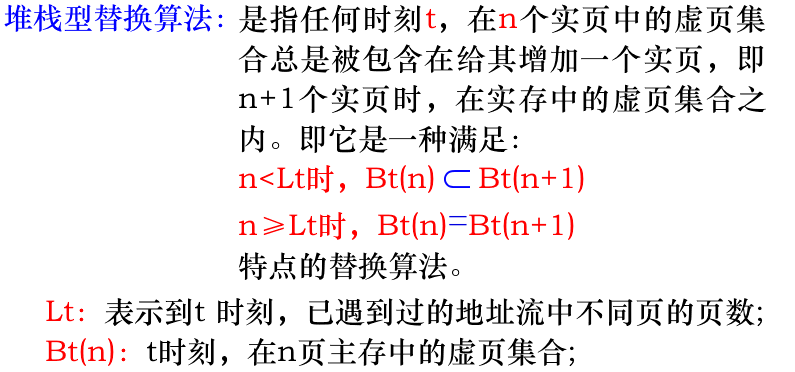 堆栈型替换算法：是指任何时刻t，在n个实页中的虚页集
合总是被包含在给其增加一个实页，即
n+1个实页时，在实存中的虚页集合之
内。即它是一种满足：
n<Lt时，Bt(n) ⊂ Bt(n+1)
n≥Lt时，Bt(n)=Bt(n+1)
特点的替换算法。
Lt：表示到t 时刻，已遇到过的地址流中不同页的页数;
Bt(n)：t时刻，在n页主存中的虚页集合;